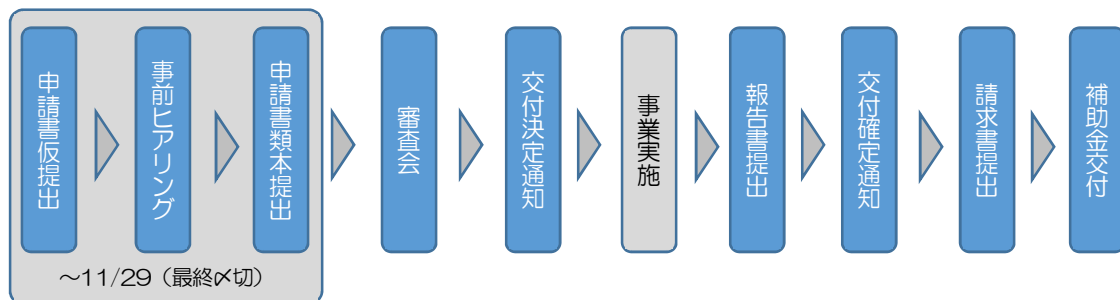 申請書仮提出
事前ヒアリング
申請書類本提出
審査会
交付決定通知
事業実施
報告書提出
交付確定通知
請求書提出
補助金交付
～11/29（最終〆切）